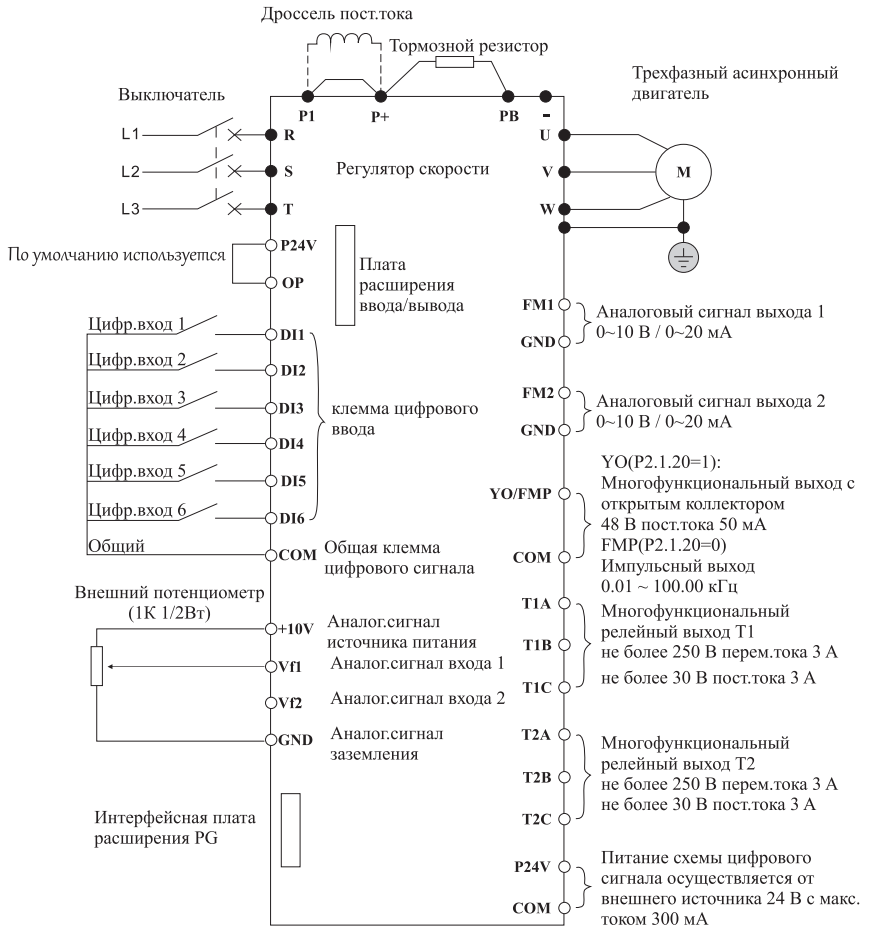 Дроссель пост.тока
Тормозной резистор
Трехфазный асинхронный
двигатель
Выключатель
P1
P+
PB
-
L1
R
U
L2
S
Регулятор скорости
V
M
L3
T
W
По умолчанию используется
P24V
OP
Плата
расширения
ввода/вывода
FM1
GND
Аналоговый сигнал выхода 1
0~10 В / 0~20 мА
Цифр.вход 1
DI1
Цифр.вход 2
DI2
Цифр.вход 3
DI3
Цифр.вход 4
DI4
Цифр.вход 5
DI5
Цифр.вход 6
DI6
клемма цифрового
ввода
FM2
GND
Аналоговый сигнал выхода 2
0~10 В / 0~20 мА
YO/FMP
COM
YO(P2.1.20=1):
Многофункциональный выход с
открытым коллектором
48 В пост.тока 50 мА
FMP(P2.1.20=0)
Импульсный выход
0.01 ~ 100.00 кГц
Общий
COM
Общая клемма
цифрового сигнала
Внешний потенциометр
(1К 1/2Вт)
+10V
Аналог.сигнал
источника питания
Vf1
Аналог.сигнал входа 1
Vf2
Аналог.сигнал входа 2
GND
Аналог.сигнал
заземления
T1A
T1B
T1C
Многофункциональный
релейный выход T1
не более 250 В перем.тока 3 А
не более 30 В пост.тока 3 А
T2A
T2B
T2C
Многофункциональный
релейный выход T2
не более 250 В перем.тока 3 А
не более 30 В пост.тока 3 А
Интерфейсная плата
расширения PG
P24V
COM
Питание схемы цифрового
сигнала осуществляется от
внешнего источника 24 В с макс.
током 300 мА